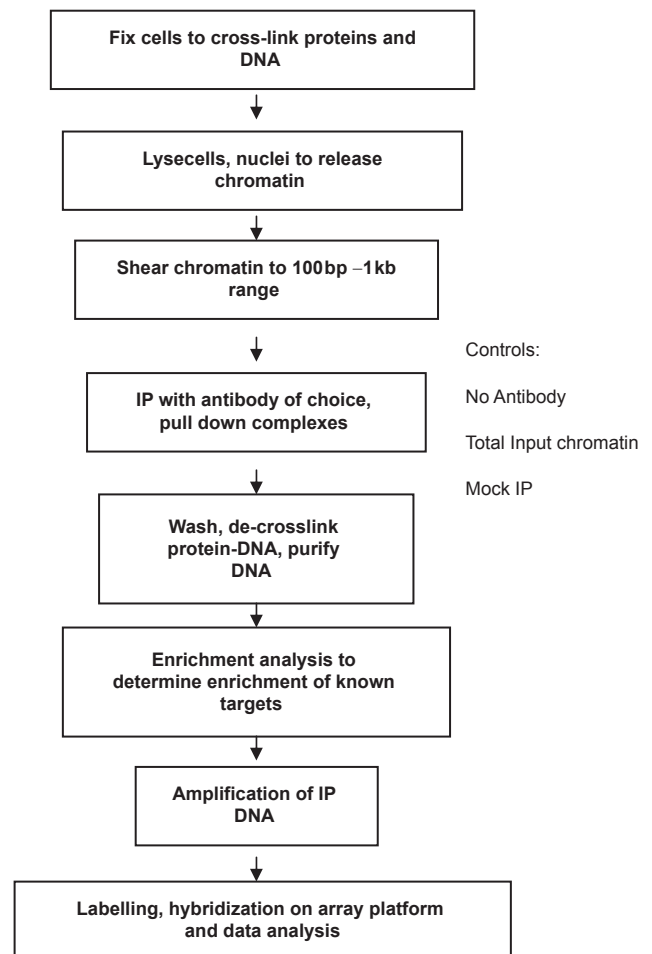 Fix cells to cross-link proteins and
DNA
Lysecells, nuclei to release
chromatin
Shear chromatin to 100bp –1kb
range
IP with antibody of choice,
pull down complexes
Controls:
No Antibody
Total Input chromatin
Mock IP
Wash, de-crosslink
protein-DNA, purify
DNA
Enrichment analysis to
determine enrichment of known
targets
Amplification of IP
DNA
Labelling, hybridization on array platform
and data analysis